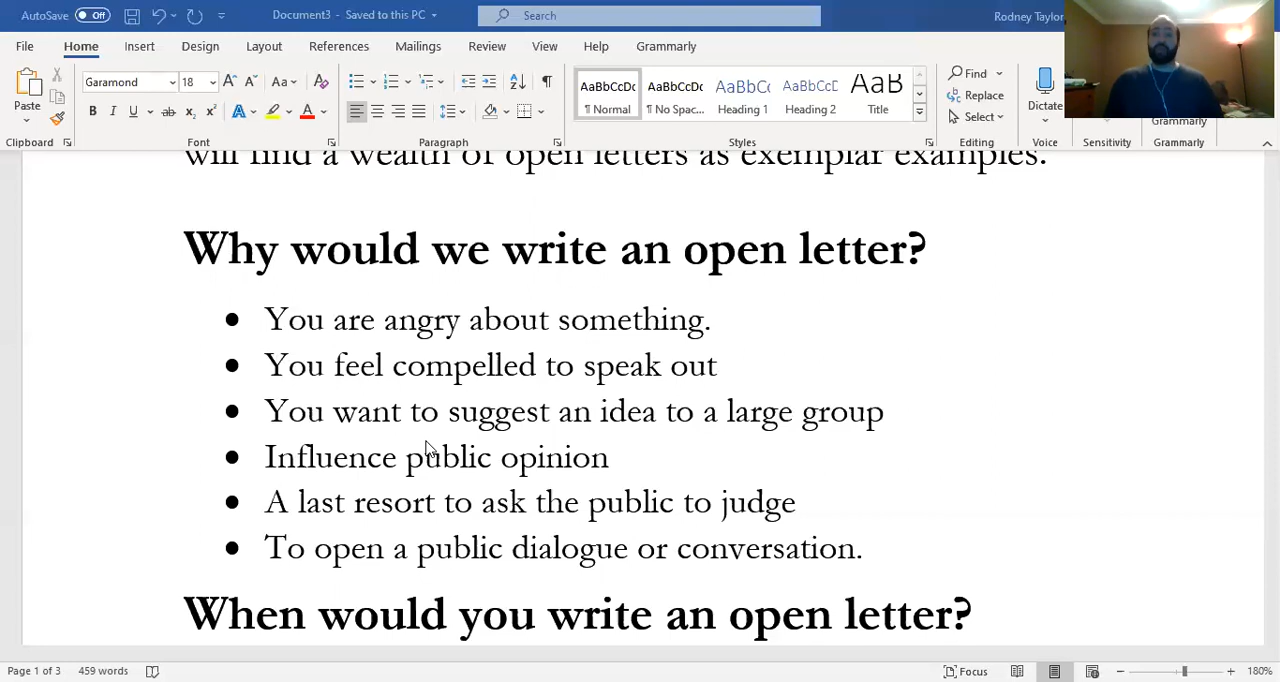 AutoSave Off Document3 - Saved to this PC Search Rodney Taylor
File Home Insert Design Layout References Mailings Review View Help Grammarly
Paste Garamond 18 Aa AaBbCcDc AaBbCcDc AaBbCc AaBbCcD AaB Find Dictate
Normal No Spac... Heading 1 Heading 2 Title Replace
Select Grammarly
Clipboard Font Paragraph Styles Editing Voice Sensitivity Grammarly
will find a wealth of open letters as exemplar examples.
Why would we write an open letter?
• You are angry about something.
• You feel compelled to speak out
• You want to suggest an idea to a large group
• Influence public opinion
• A last resort to ask the public to judge
• To open a public dialogue or conversation.
When would you write an open letter?
Page 1 of 3 459 words Focus 180%